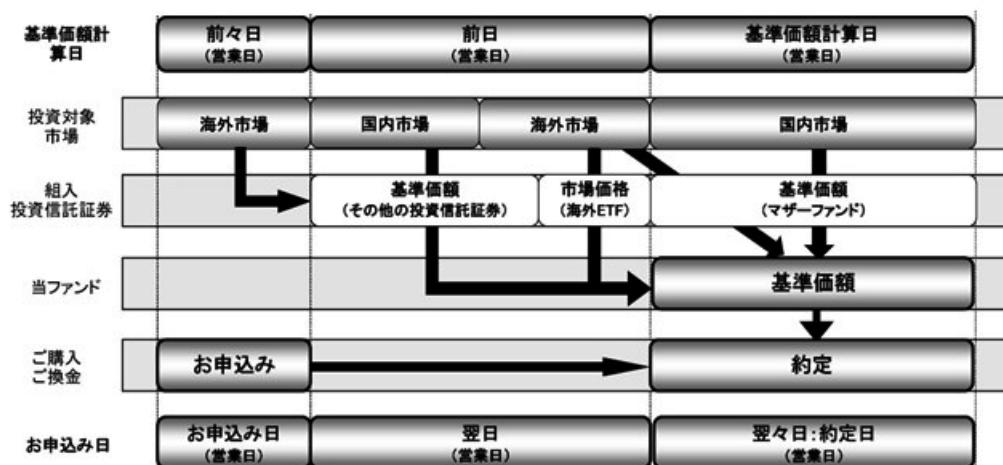 基準価額計
算日
前々日
(営業日)
前日
(営業日)
基準価額計算日
(営業日)
投資対象
市場
海外市場
国内市場
海外市場
国内市場
組入
投資信託証券
基準価額
(その他の投資信託証券)
市場価格
(海外ETF)
基準価額
(マザーファンド)
当ファンド
基準価額
ご購入
ご換金
お申込み
約定
お申込み日
お申込み日
(営業日)
翌日
(営業日)
翌々日:約定日
(営業日)